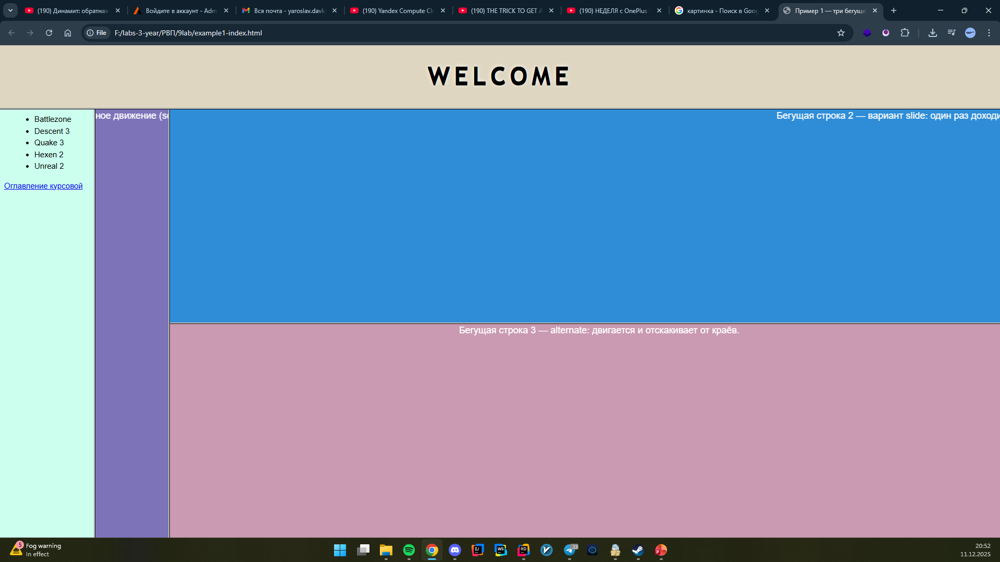 (190) Динамит: обратная
Войдите в аккаунт - Adm
Вся почта - yaroslav.davk
(190) Yandex Compute Cl
(190) THE TRICK TO GET A
(190) НЕДЕЛЯ с OnePlus
картинка - Поиск в Goog
Пример 1 — три бегущи
File
F:/labs-3-year/РВП/9lab/example1-index.html
WELCOME
Battlezone
Descent 3
Quake 3
Hexen 2
Unreal 2
Оглавление курсовой
ное движение (sc
Бегущая строка 2 — вариант slide: один раз доходи
Бегущая строка 3 — alternate: двигается и отскакивает от краёв.
5
Fog warning
In effect
IJ
WS
RD
33
P
20:52
11.12.2025